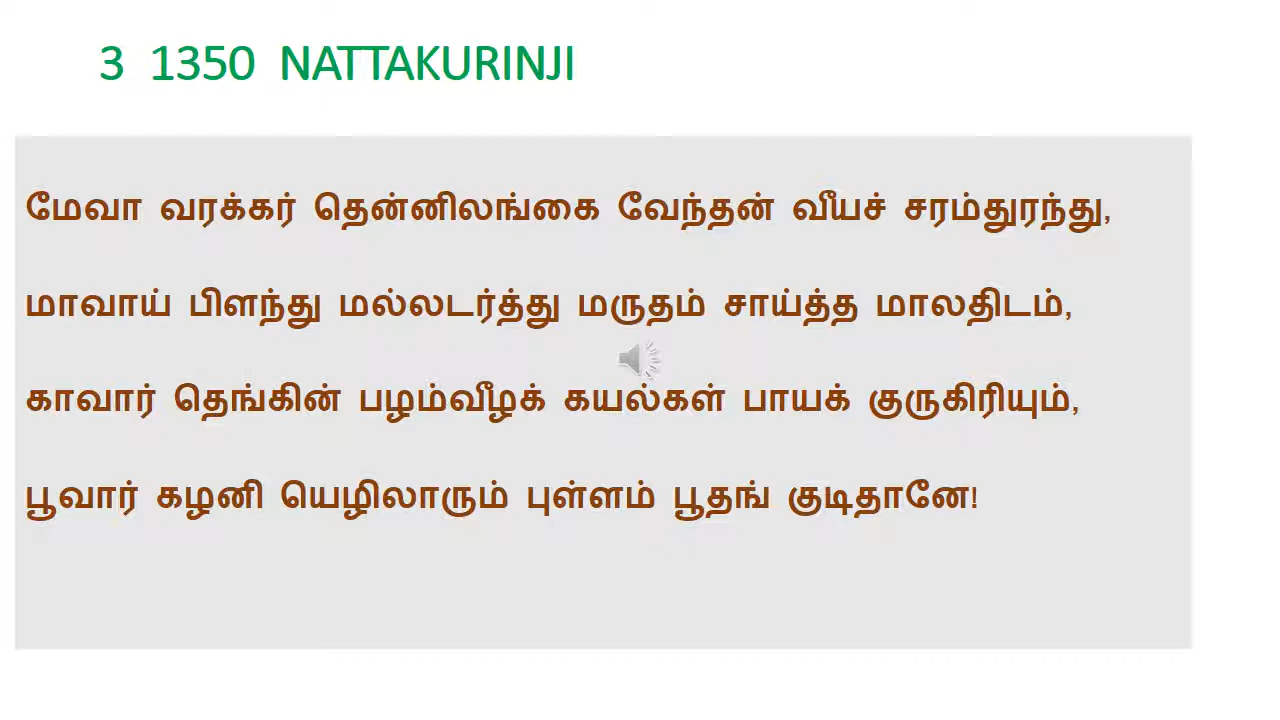 3 1350 NATTAKURINJI
மேவா வரக்கர் தென்னிலங்கை வேந்தன் வீயச் சரம்துரந்து,
மாவாய் பிளந்து மல்லடர்த்து மருதம் சாய்த்த மாலதிடம்,
காவார் தெங்கின் பழம்வீழக் கயல்கள் பாயக் குருகிரியும்,
பூவார் கழனி யெழிலாரும் புள்ளம் பூதங் குடிதானே!